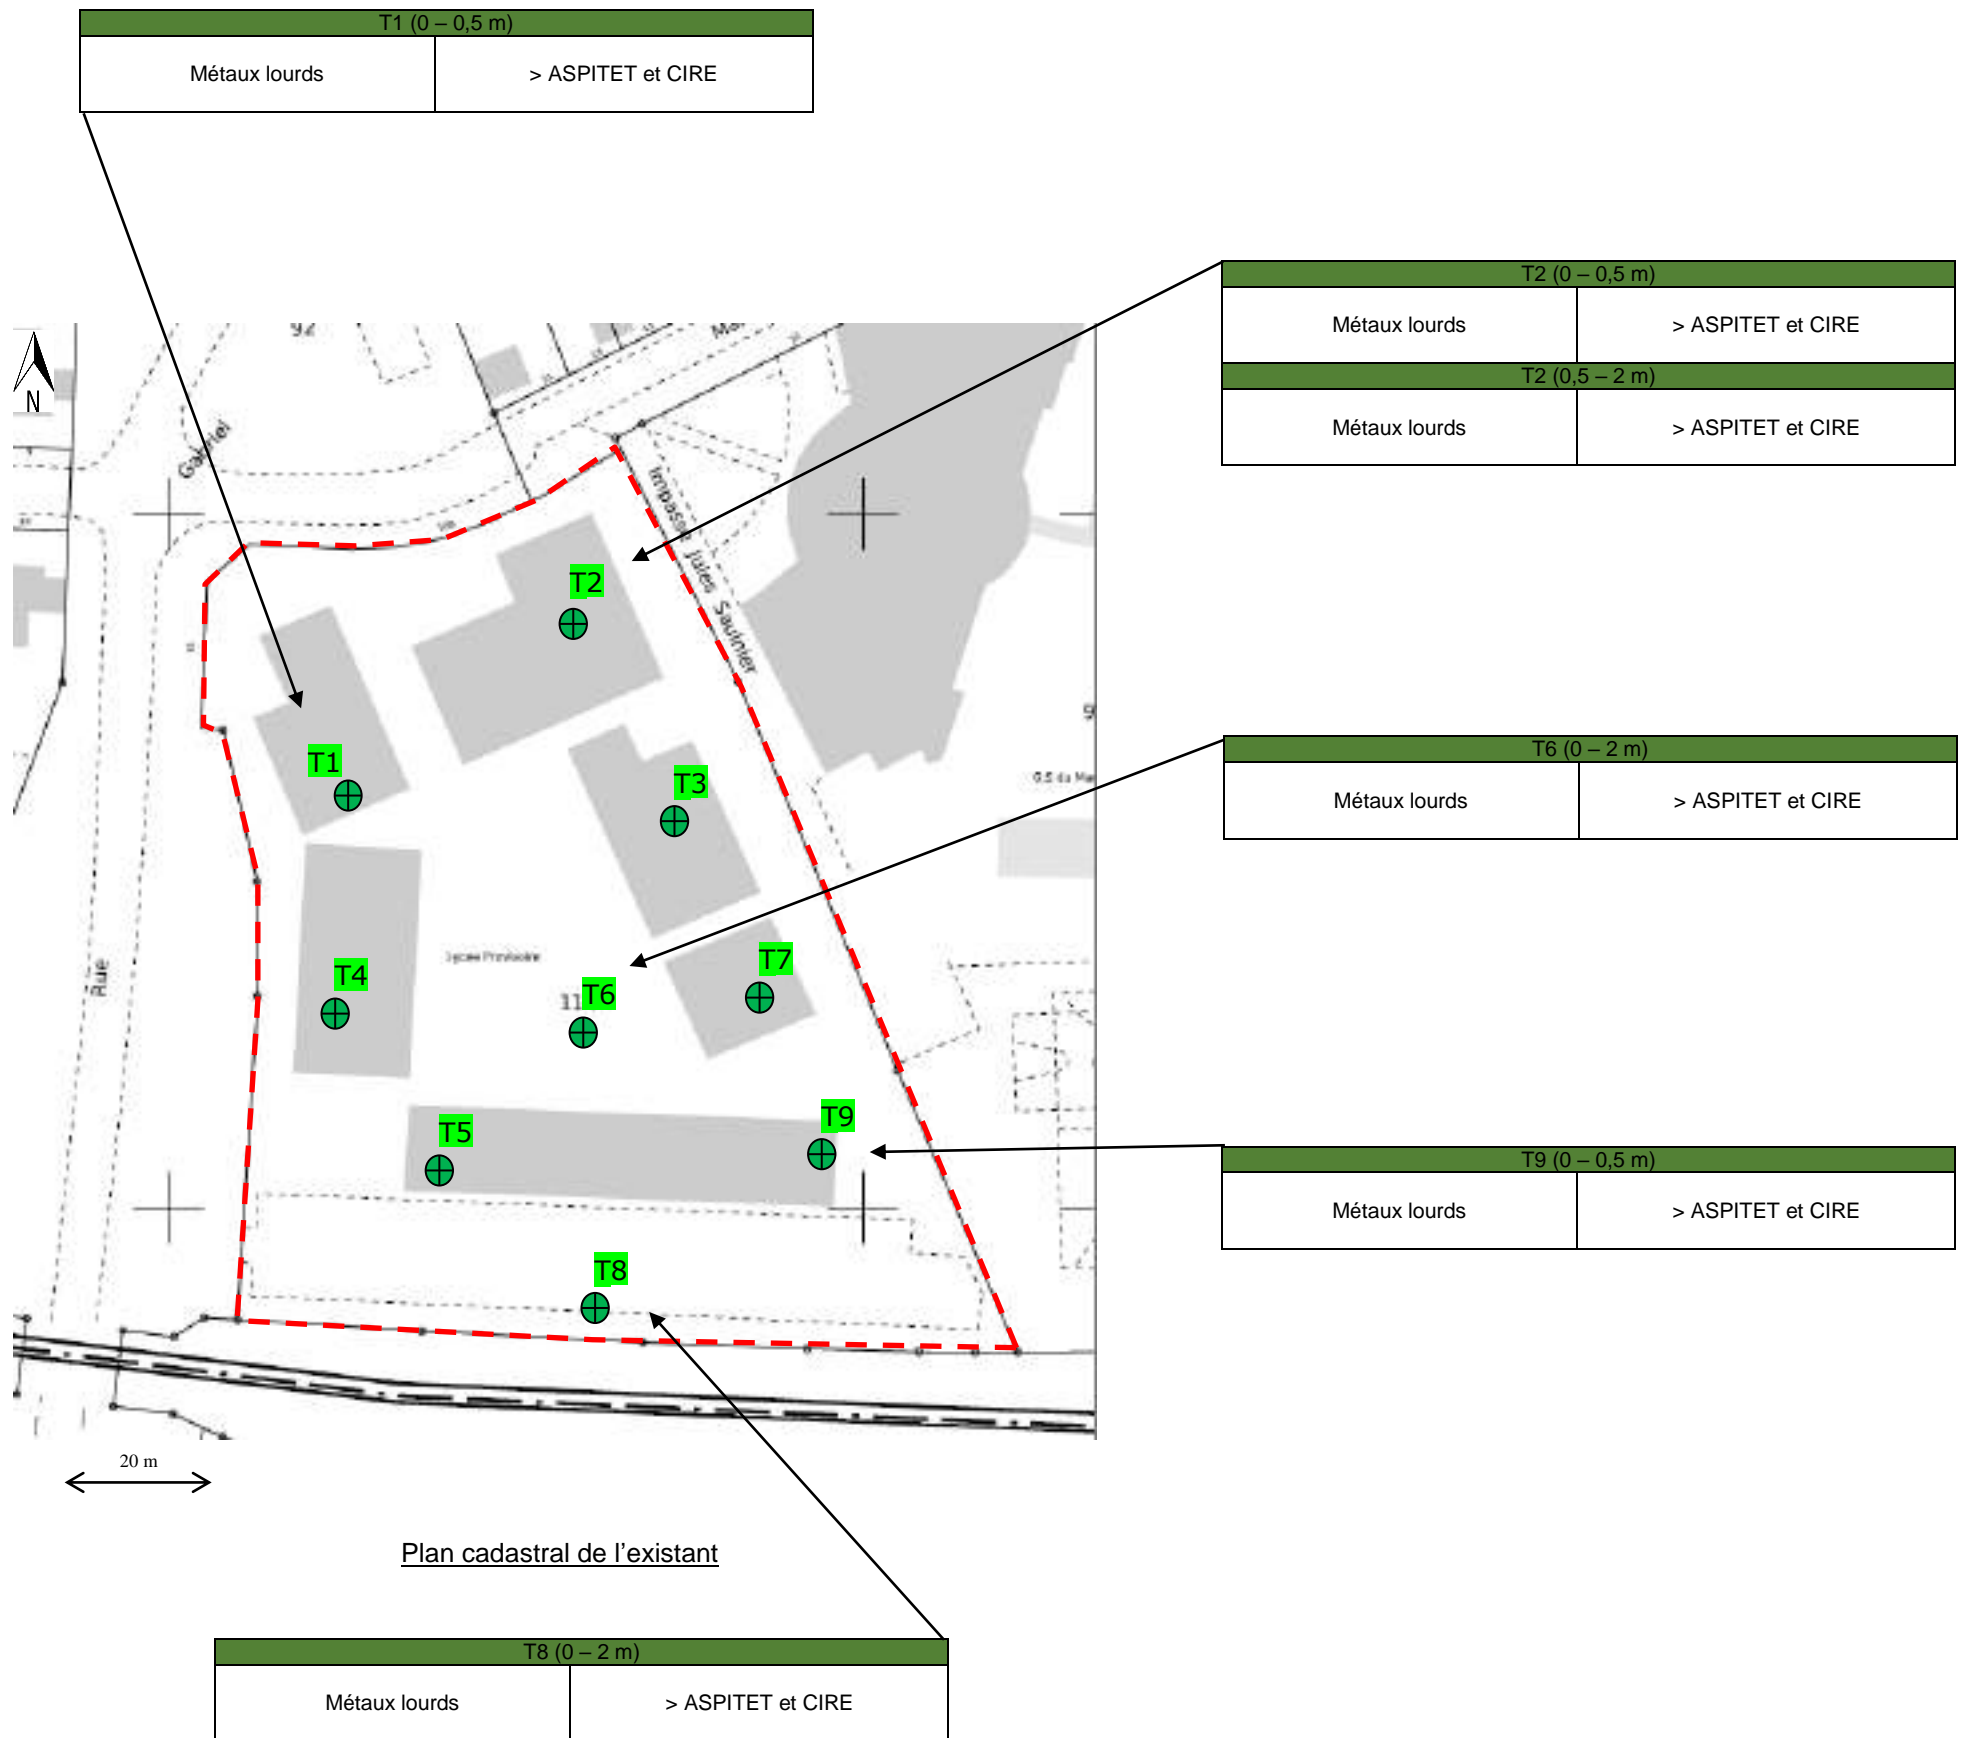 T1 (0 – 0,5 m)
Métaux lourds > ASPITET et CIRE
T2 (0 – 0,5 m)
Métaux lourds > ASPITET et CIRE
T2 (0,5 – 2 m)
Métaux lourds > ASPITET et CIRE
92
N
Gabriel
Impasse Jules Saulnier
T2
T1
T3
T6 (0 – 2 m)
Métaux lourds > ASPITET et CIRE
Rue
Lycée Provisoire
T4
T7
11
T6
T5
T9
T9 (0 – 0,5 m)
Métaux lourds > ASPITET et CIRE
T8
20 m
Plan cadastral de l'existant
T8 (0 – 2 m)
Métaux lourds > ASPITET et CIRE